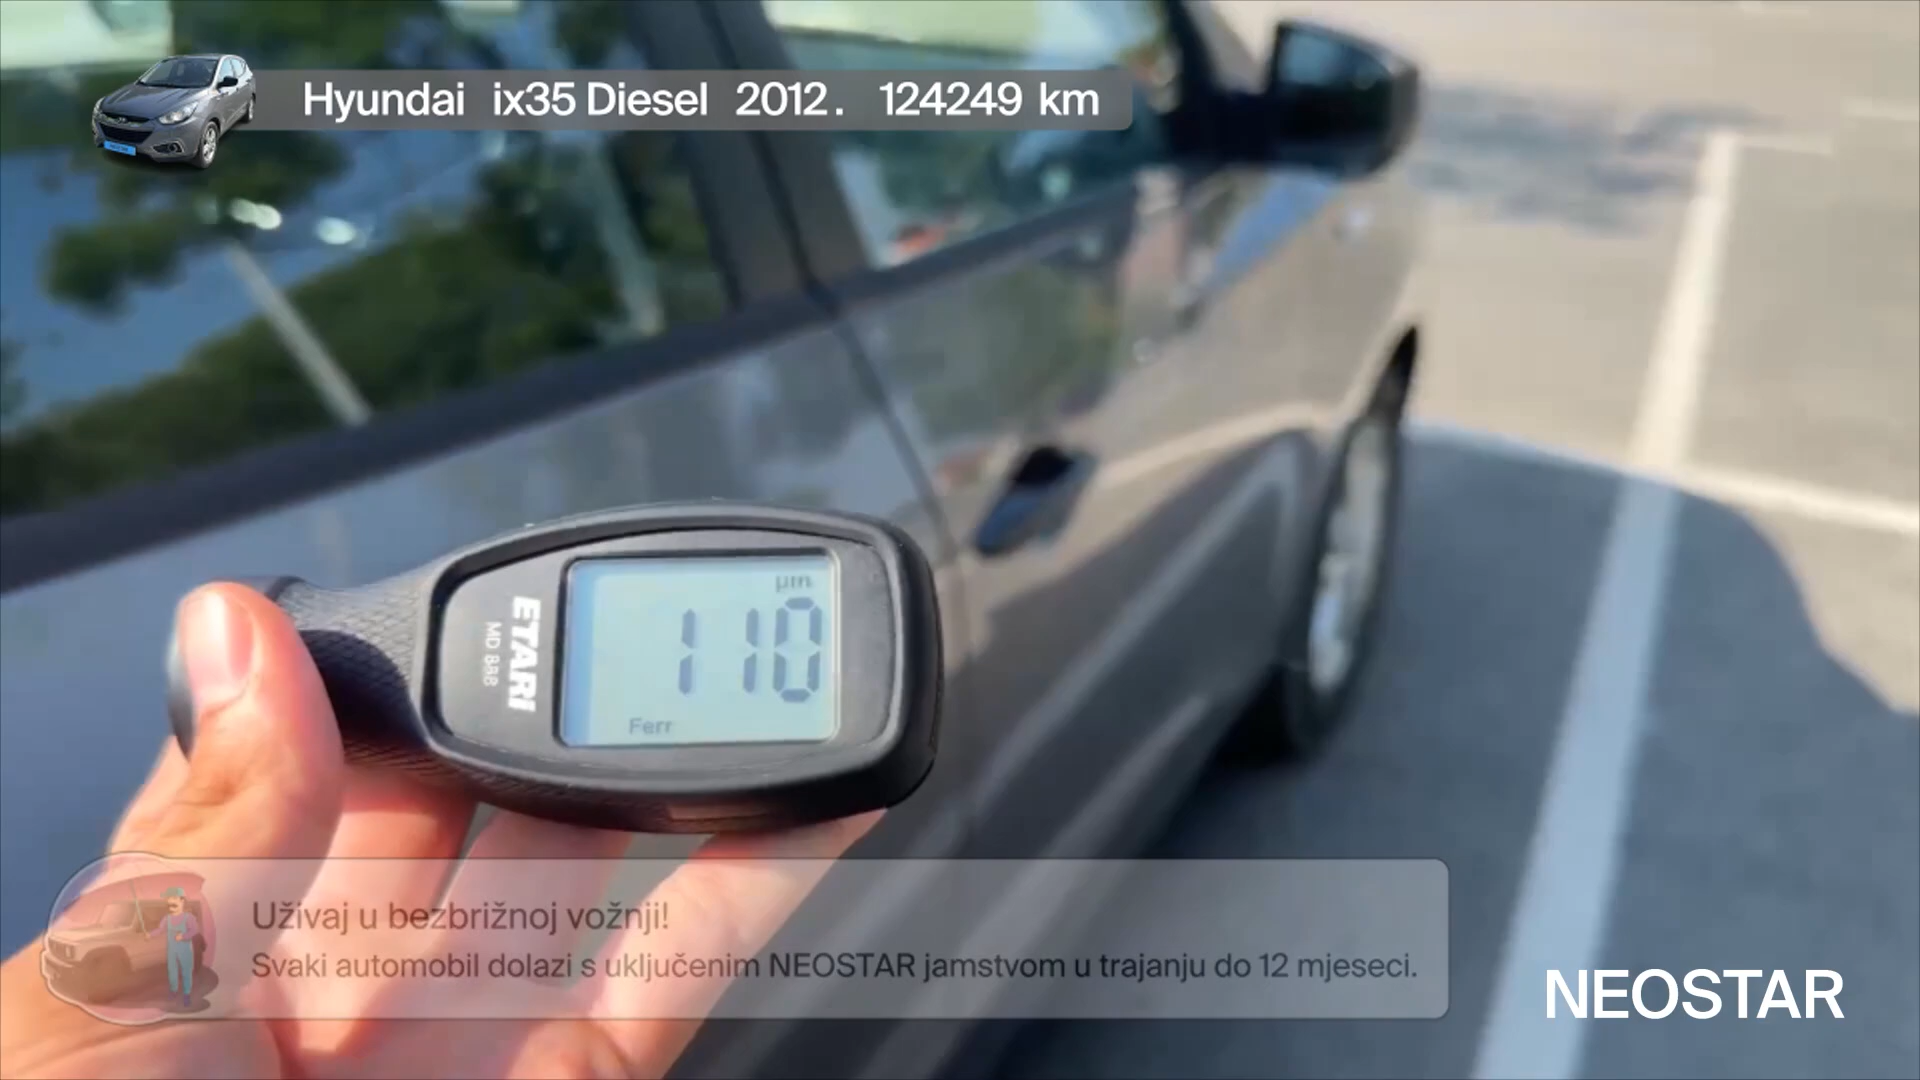 Hyundai ix35 Diesel 2012. 124249 km
µm
110
Ferr
ETARI
MD 888
Uživaj u bezbrižnoj vožnji!
Svaki automobil dolazi s uključenim NEOSTAR jamstvom u trajanju do 12 mjeseci.
NEOSTAR